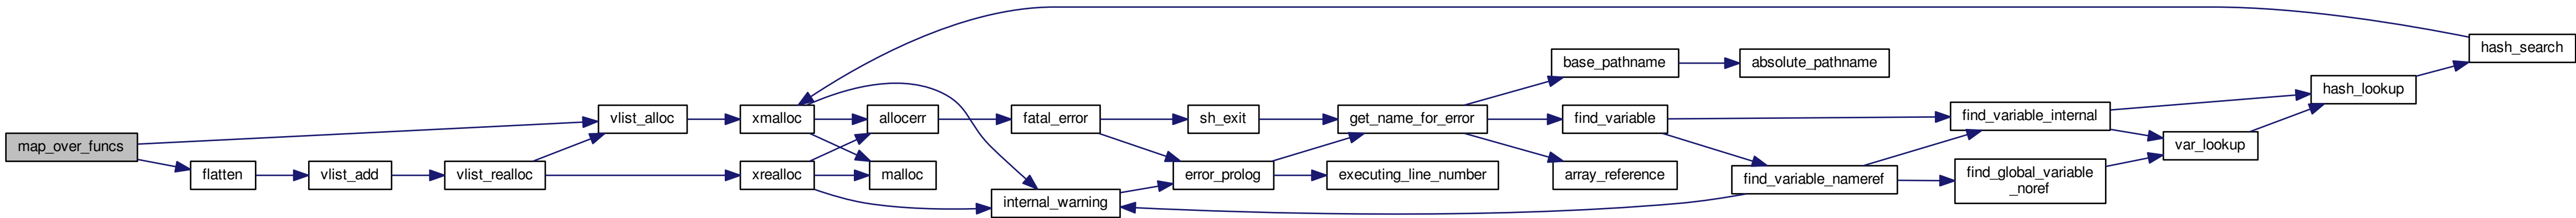 map_over_funcs
flatten
vlist_add
vlist_realloc
vlist_alloc
xmalloc
xrealloc
allocerr
malloc
internal_warning
fatal_error
sh_exit
error_prolog
get_name_for_error
executing_line_number
base_pathname
find_variable
array_reference
absolute_pathname
find_variable_nameref
find_variable_internal
find_global_variable
_noref
var_lookup
hash_lookup
hash_search